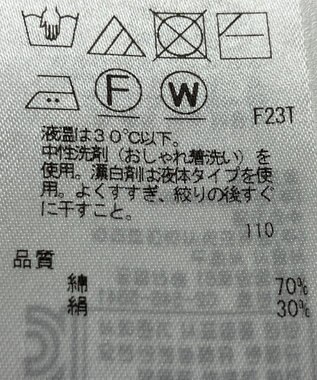 F W
F23T
液温は30℃以下。
中性洗剤（おしゃれ着洗い）を
使用。漂白剤は液体タイプを使
用。よくすすぎ、絞りの後すぐ
に干すこと。
110
品質
綿 70%
絹 30%